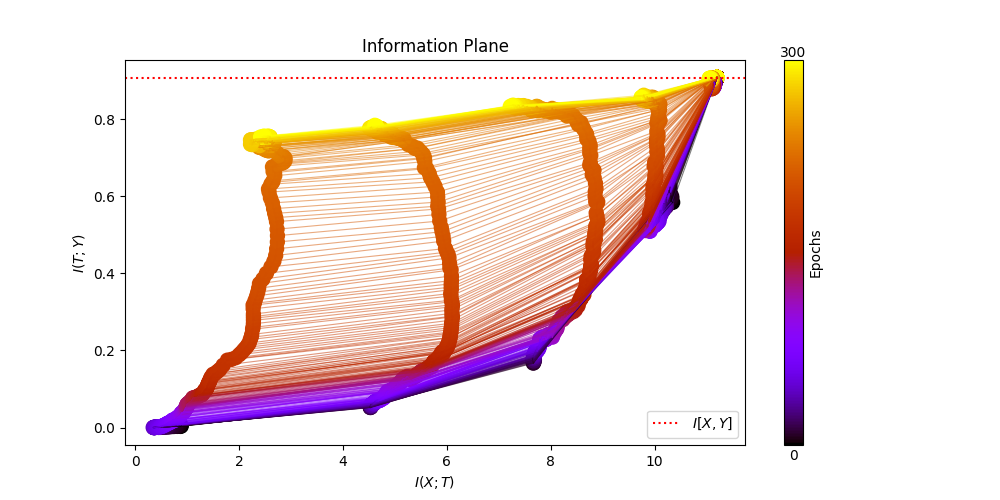 Information Plane
300
0.8
0.6
0.4
0.2
0.0
I(T; Y)
Epochs
I[X, Y]
0
0 2 4 6 8 10
I(X; T)